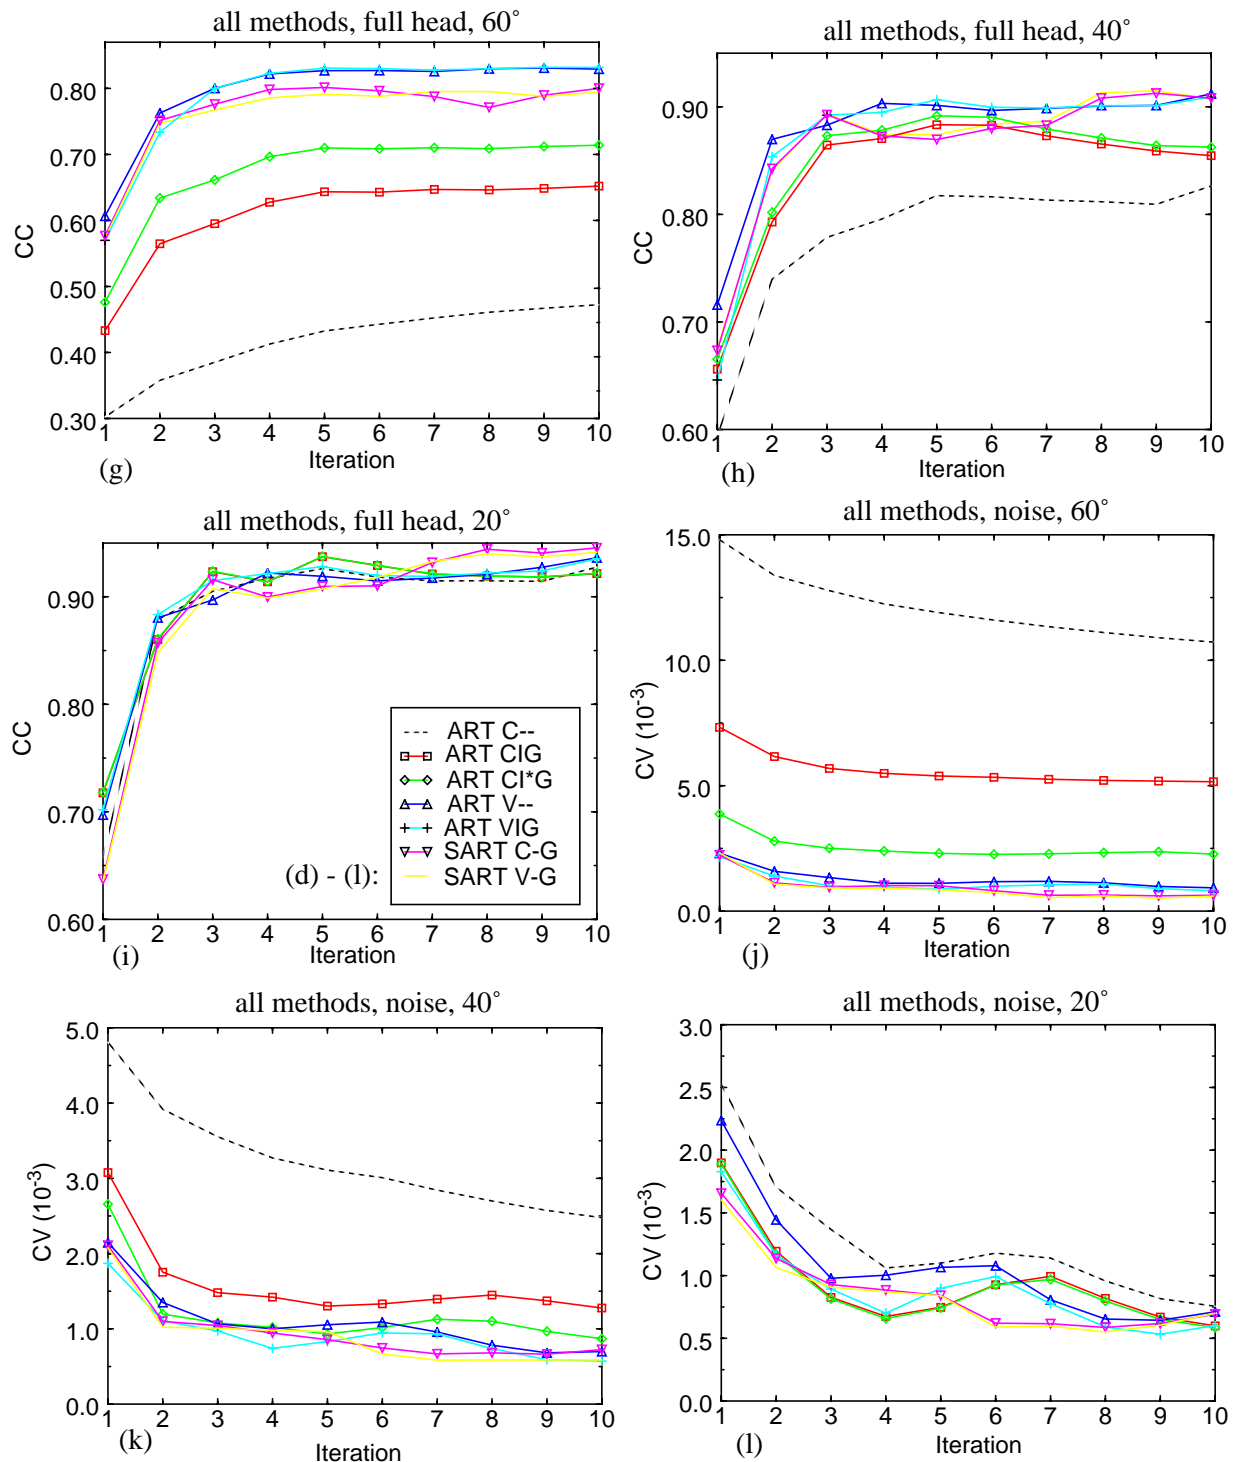 all methods, full head, 60°
CC
0.80
0.70
0.60
0.50
0.40
0.30
1 2 3 4 5 6 7 8 9 10
Iteration
(g)
all methods, full head, 40°
CC
0.90
0.80
0.70
0.60
1 2 3 4 5 6 7 8 9 10
Iteration
(h)
all methods, full head, 20°
CC
0.90
0.80
0.70
0.60
ART C--
ART CIG
ART CI*G
ART V--
ART VIG
SART C-G
SART V-G
(d) - (l):
1 2 3 4 5 6 7 8 9 10
Iteration
(i)
all methods, noise, 60°
CV (10-3)
15.0
10.0
5.0
0.0
1 2 3 4 5 6 7 8 9 10
Iteration
(j)
all methods, noise, 40°
CV (10-3)
5.0
4.0
3.0
2.0
1.0
0.0
1 2 3 4 5 6 7 8 9 10
Iteration
(k)
all methods, noise, 20°
CV (10-3)
3.0
2.5
2.0
1.5
1.0
0.5
0.0
1 2 3 4 5 6 7 8 9 10
Iteration
(l)